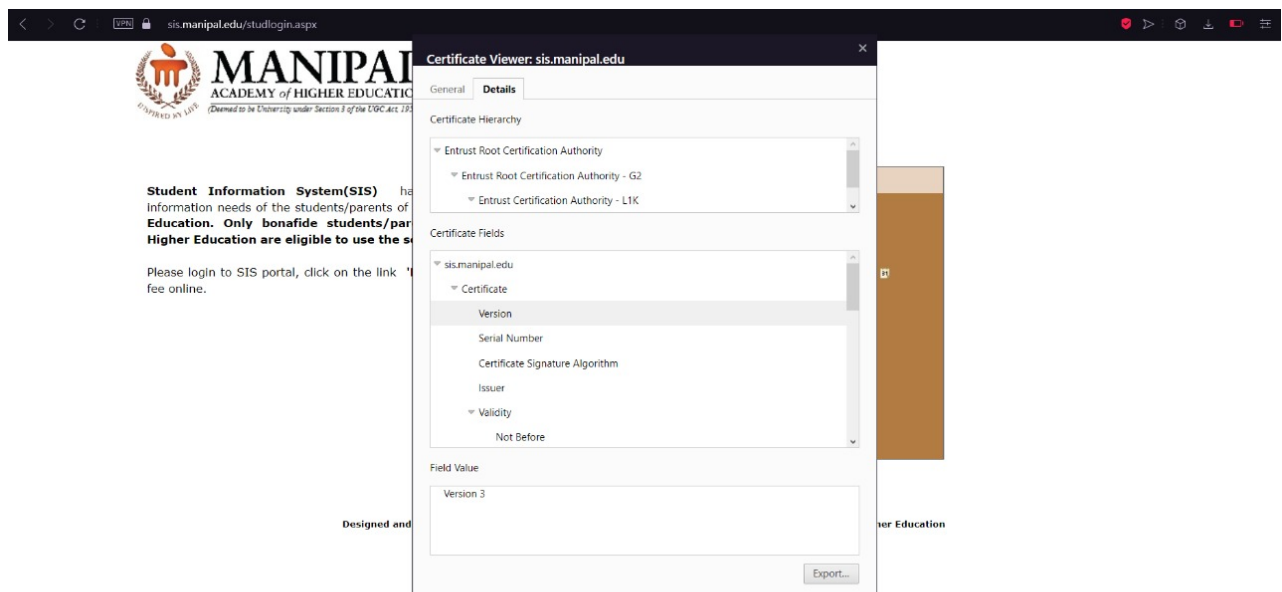 VPN sis.manipal.edu/studlogin.aspx
MANIPAL
ACADEMY of HIGHER EDUCATIC
(Deemed to be University under Section 3 of the UGC Act, 195
INSPIRED BY LIFE
Student Information System(SIS) ha
information needs of the students/parents of
Education. Only bonafide students/par
Higher Education are eligible to use the se
Please login to SIS portal, click on the link
fee online.
Designed and
her Education
Certificate Viewer: sis.manipal.edu
General Details
Certificate Hierarchy
Entrust Root Certification Authority
Entrust Root Certification Authority - G2
Entrust Certification Authority - L1K
Certificate Fields
sis.manipal.edu
Certificate
Version
Serial Number
Certificate Signature Algorithm
Issuer
Validity
Not Before
Field Value
Version 3
Export...